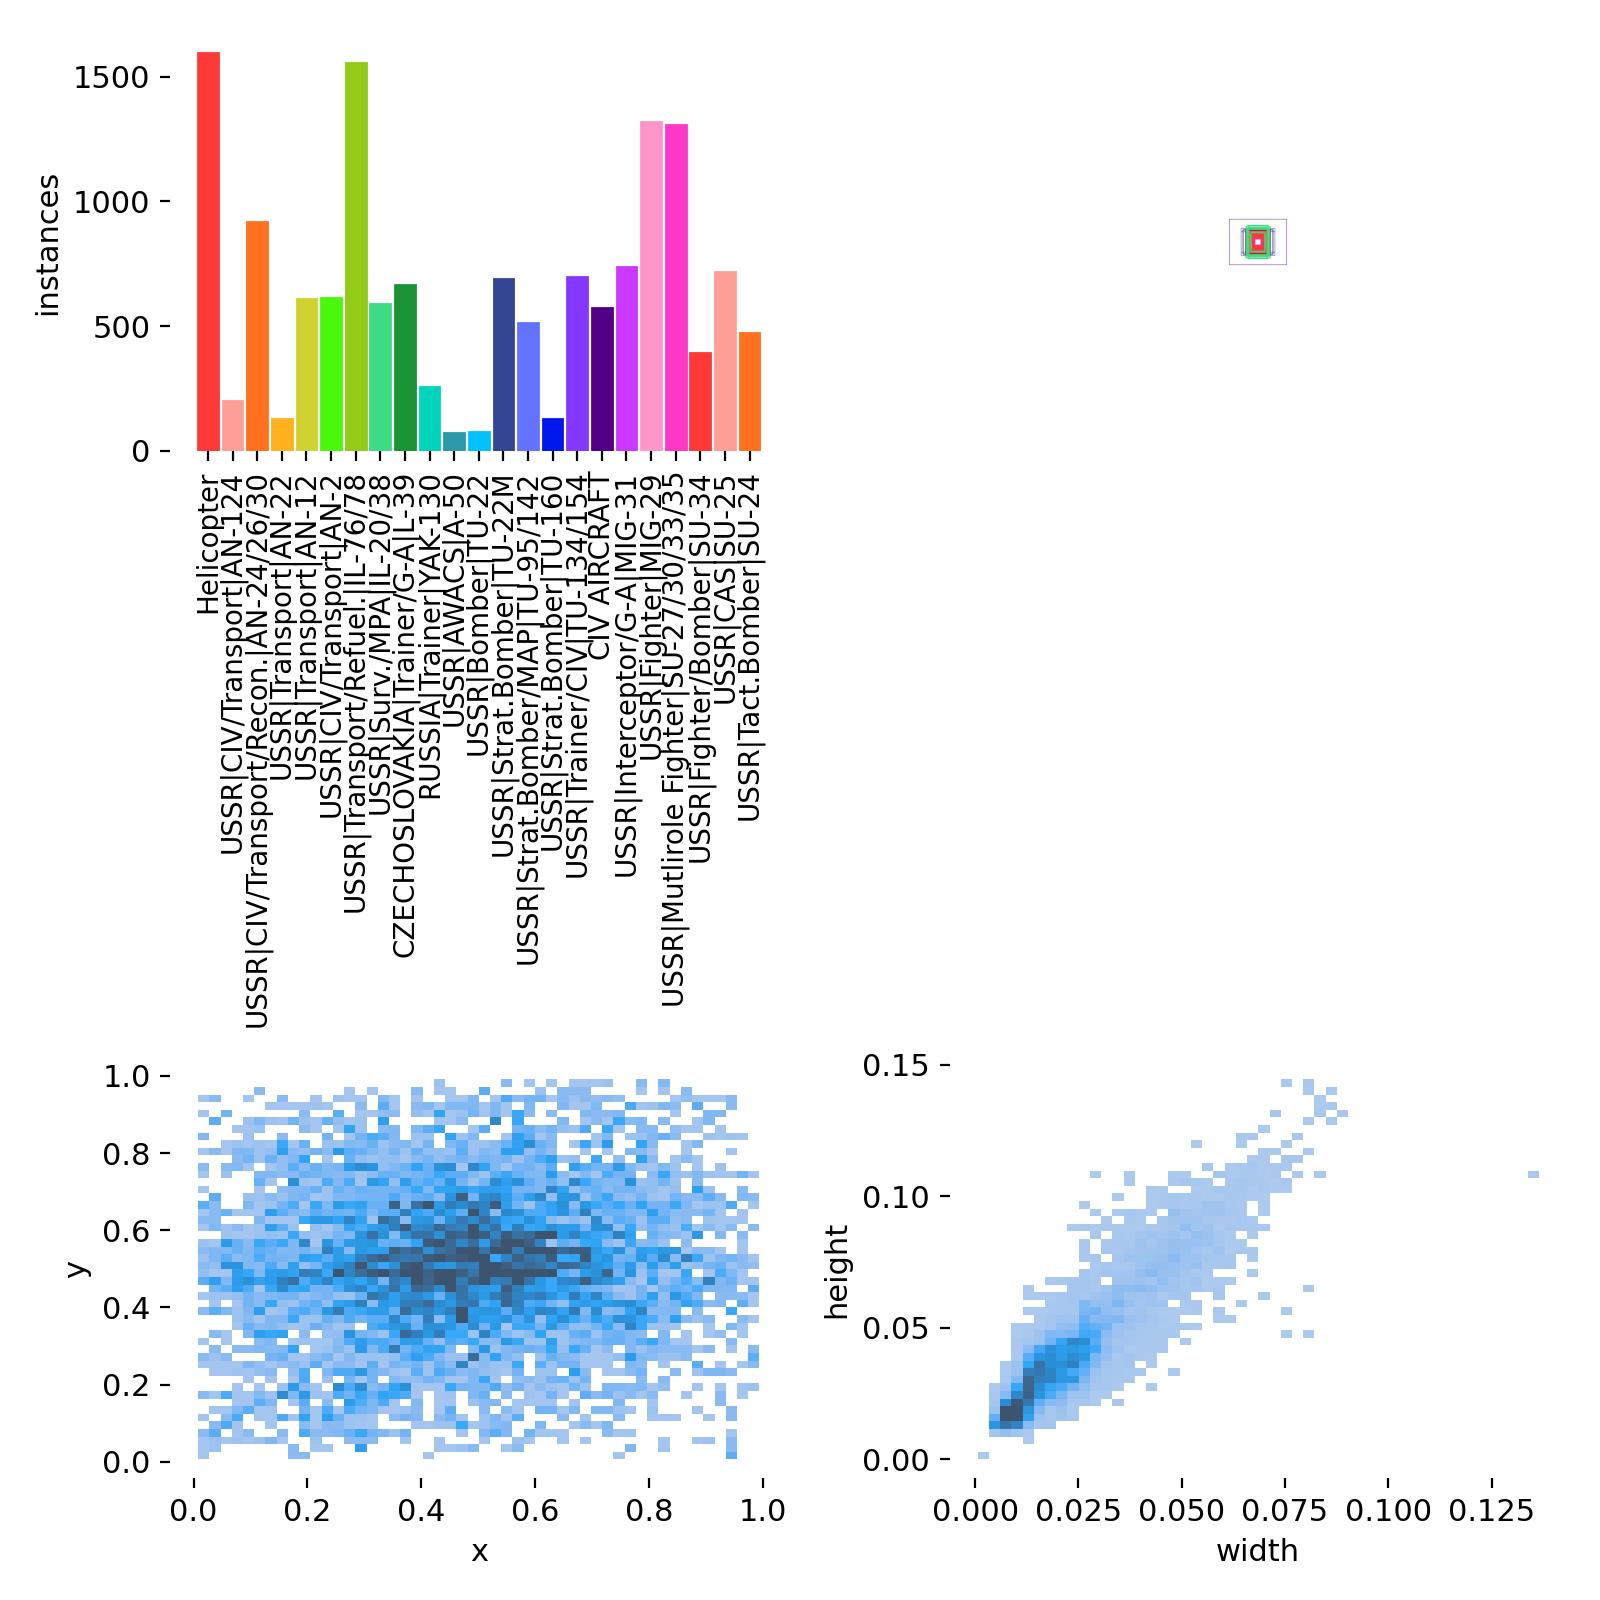 instances
1500
1000
500
0
Helicopter
USSR|CIV/Transport|AN-124
USSR|CIV/Transport/Recon.|AN-24/26/30
USSR|Transport|AN-22
USSR|Transport|AN-12
USSR|CIV/Transport|AN-2
USSR|Transport/Refuel.|IL-76/78
USSR|Surv./MPA|IL-20/38
CZECHOSLOVAKIA|Trainer/G-A|L-39
RUSSIA|Trainer|YAK-130
USSR|AWACS|A-50
USSR|Bomber|TU-22
USSR|Strat.Bomber|TU-22M
USSR|Strat.Bomber/MAP|TU-95/142
USSR|Strat.Bomber|TU-160
USSR|Trainer/CIV|TU-134/154
CIV AIRCRAFT
USSR|Interceptor/G-A|MIG-31
USSR|Fighter|MIG-29
USSR|Mutlirole Fighter|SU-27/30/33/35
USSR|Fighter/Bomber|SU-34
USSR|CAS|SU-25
USSR|Tact.Bomber|SU-24
y
1.0
0.8
0.6
0.4
0.2
0.0
0.0 0.2 0.4 0.6 0.8 1.0
x
height
0.15
0.10
0.05
0.00
0.000 0.025 0.050 0.075 0.100 0.125
width